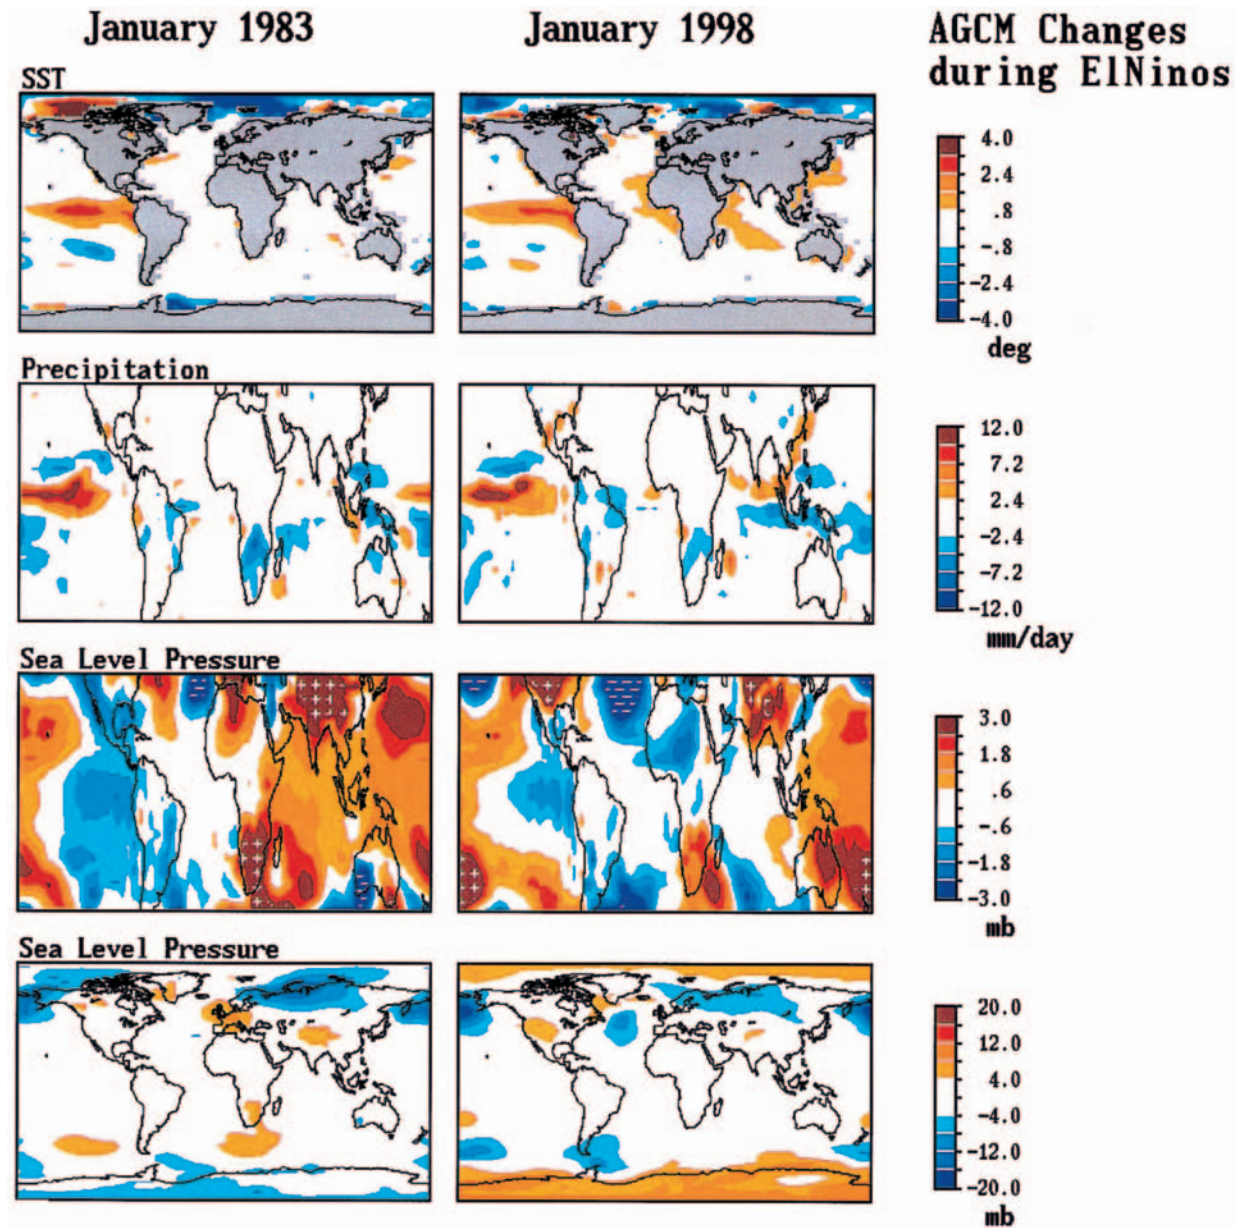 January 1983
January 1998
AGCM Changes
during ElNinos
SST
4.0
2.4
.8
-.8
-2.4
-4.0
deg
Precipitation
12.0
7.2
2.4
-2.4
-7.2
-12.0
mm/day
Sea Level Pressure
3.0
1.8
.6
-.6
-1.8
-3.0
mb
Sea Level Pressure
20.0
12.0
4.0
-4.0
-12.0
-20.0
mb